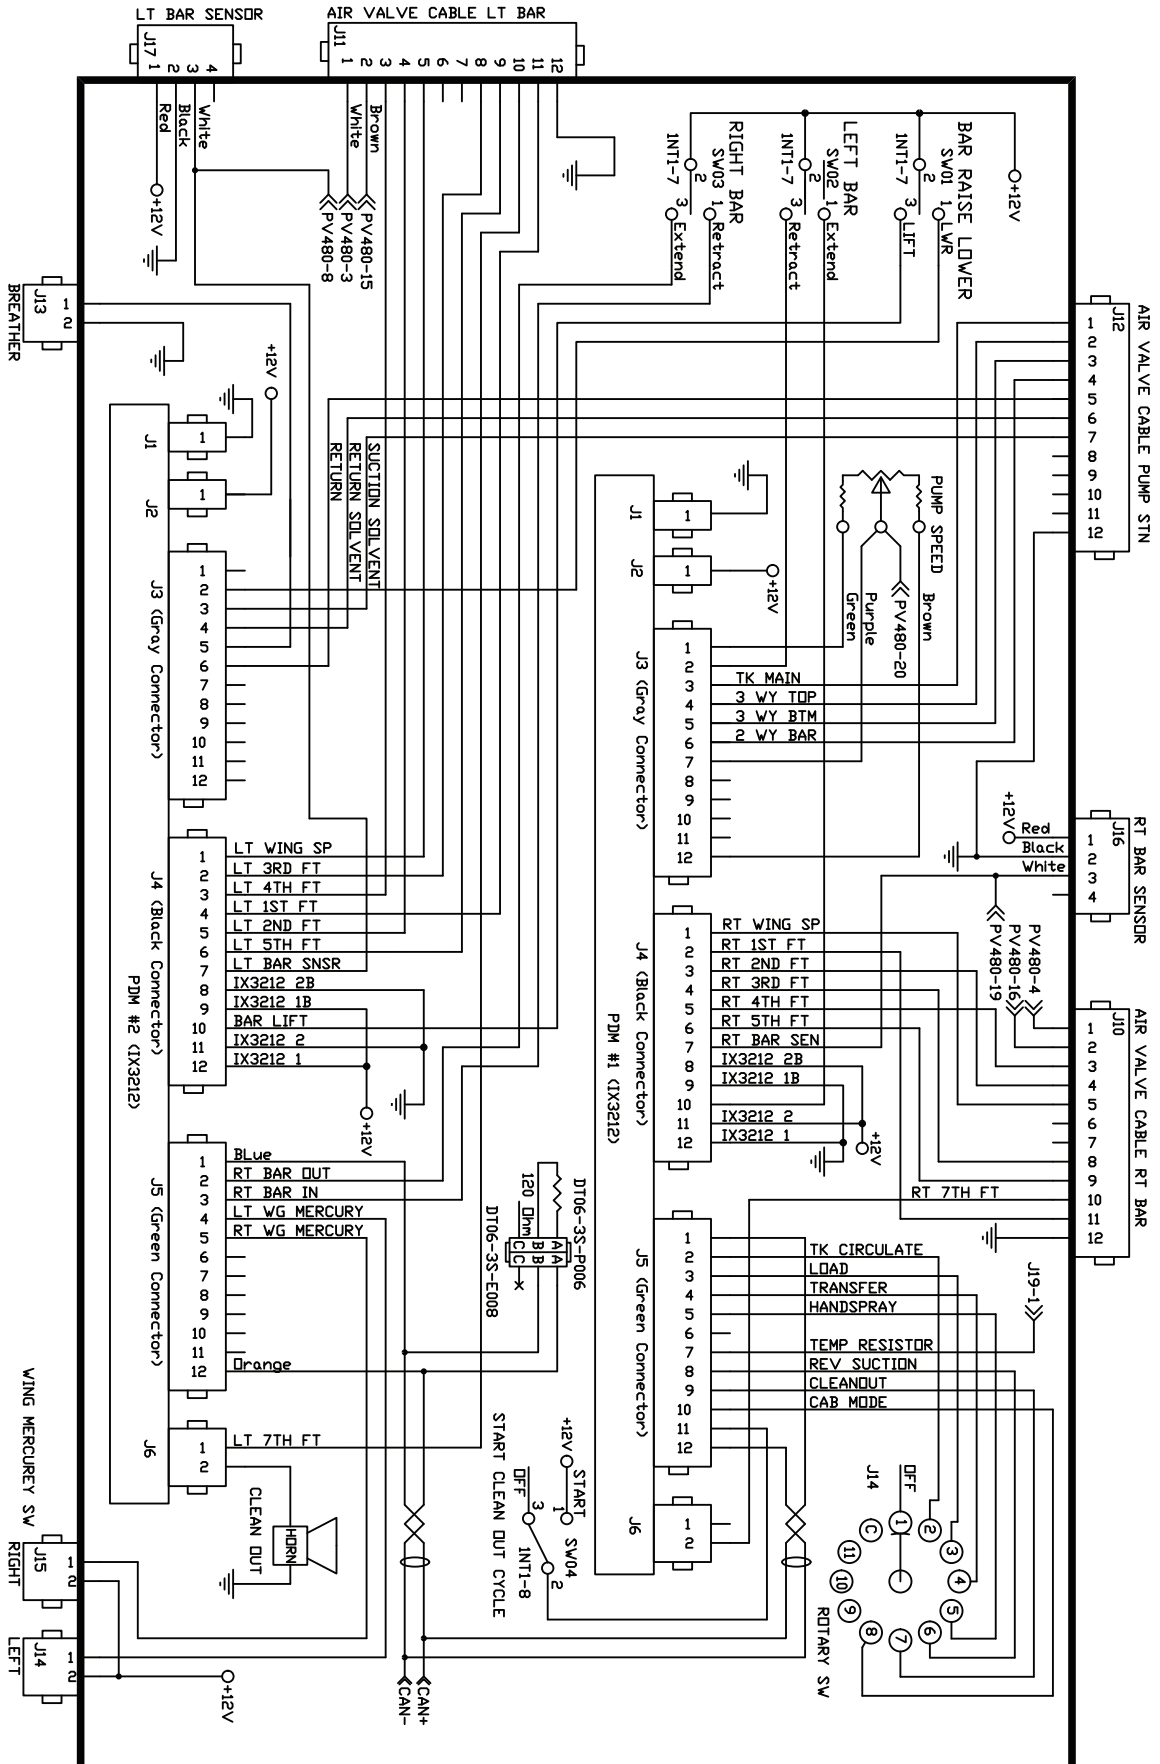 LT BAR SENSOR
J17
1
2
3
4
Red
Black
White
+12V
AIR VALVE CABLE LT BAR
J11
1
2
3
4
5
6
7
8
9
10
11
12
White
Brown
PV480-15
PV480-3
PV480-8
BAR RAISE LOWER
SW01
1NT1-7
2
1
3
LWR
LIFT
+12V
LEFT BAR
SW02
1NT1-7
2
1
3
Extend
Retract
RIGHT BAR
SW03
1NT1-7
2
1
3
Retract
Extend
AIR VALVE CABLE PUMP STN
J12
1
2
3
4
5
6
7
8
9
10
11
12
BREATHER
J13
1
2
+12V
SUCTION SOLVENT
RETURN SOLVENT
RETURN
PUMP SPEED
Brown
PV480-20
Purple
Green
+12V
RT BAR SENSOR
J16
1
2
3
4
+12V
Red
Black
White
PV480-4
PV480-16
PV480-19
AIR VALVE CABLE RT BAR
J10
1
2
3
4
5
6
7
8
9
10
11
12
RT 7TH FT
J19-1
PDM #1 (IX3212)
J1
1
J2
1
J3 (Gray Connector)
1
2
3
4
5
6
7
8
9
10
11
12
TK MAIN
3 WY TOP
3 WY BTM
2 WY BAR
J4 (Black Connector)
1
2
3
4
5
6
7
8
9
10
11
12
RT WING SP
RT 1ST FT
RT 2ND FT
RT 3RD FT
RT 4TH FT
RT 5TH FT
RT BAR SEN
IX3212 2B
IX3212 1B
IX3212 2
IX3212 1
+12V
J5 (Green Connector)
1
2
3
4
5
6
7
8
9
10
11
12
TK CIRCULATE
LOAD
TRANSFER
HANDSPRAY
TEMP RESISTOR
REV SUCTION
CLEANOUT
CAB MODE
J6
1
2
J14
OFF
1
2
3
4
5
6
7
8
9
10
11
C
ROTARY SW
PDM #2 (IX3212)
J1
1
J2
1
J3 (Gray Connector)
1
2
3
4
5
6
7
8
9
10
11
12
J4 (Black Connector)
1
2
3
4
5
6
7
8
9
10
11
12
LT WING SP
LT 3RD FT
LT 4TH FT
LT 1ST FT
LT 2ND FT
LT 5TH FT
LT BAR SNSR
IX3212 2B
IX3212 1B
BAR LIFT
IX3212 2
IX3212 1
+12V
J5 (Green Connector)
1
2
3
4
5
6
7
8
9
10
11
12
BLue
RT BAR OUT
RT BAR IN
LT WG MERCURY
RT WG MERCURY
Orange
J6
1
2
LT 7TH FT
HORN
CLEAN OUT
DT06-3S-P006
A A
B B
C C
120 Ohm
DT06-3S-E008
START CLEAN OUT CYCLE
+12V
START
OFF
1
3
2
SW04
1NT1-8
CAN+
CAN-
WING MERCUREY SW
RIGHT
J15
1
2
LEFT
J14
1
2
+12V